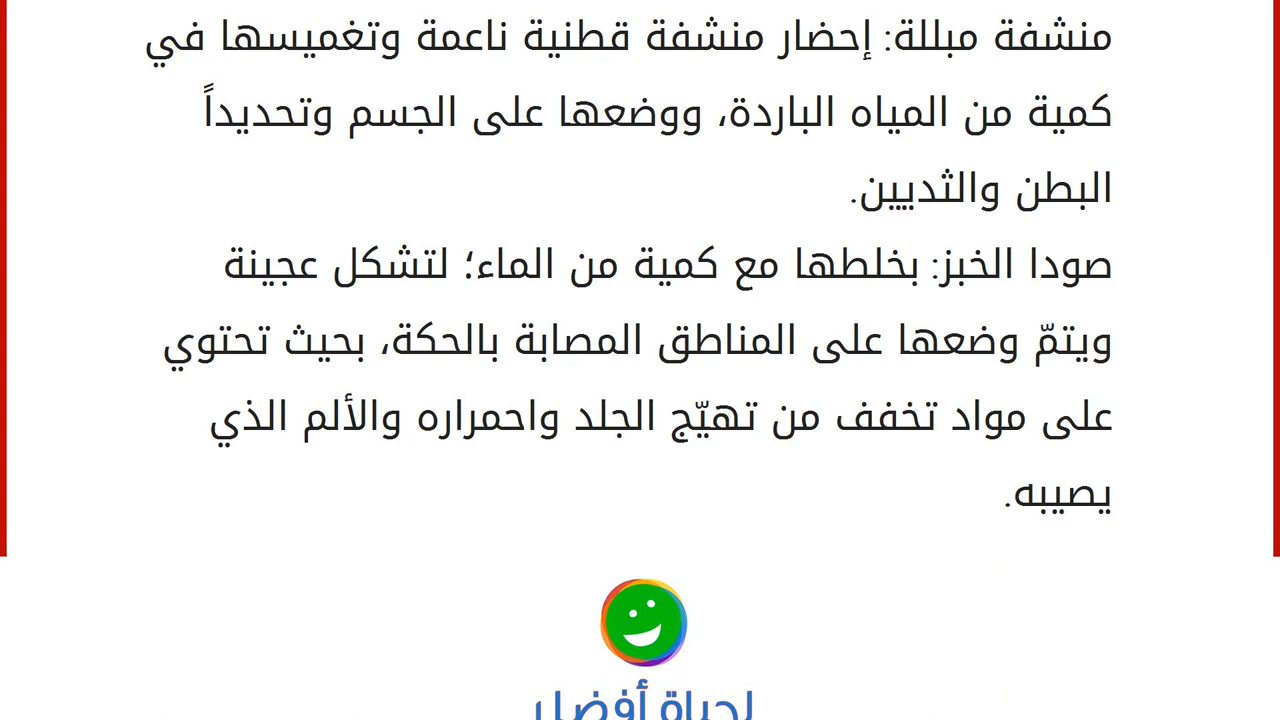 منشفة مبللة: إحضار منشفة قطنية ناعمة وتغميسها في
كمية من المياه الباردة، ووضعها على الجسم وتحديداً
البطن والثديين.
صودا الخبز: بخلطها مع كمية من الماء؛ لتشكل عجينة
ويتمّ وضعها على المناطق المصابة بالحكة، بحيث تحتوي
على مواد تخفف من تهيّج الجلد واحمراره والألم الذي
يصيبه.
لحياة أفضل